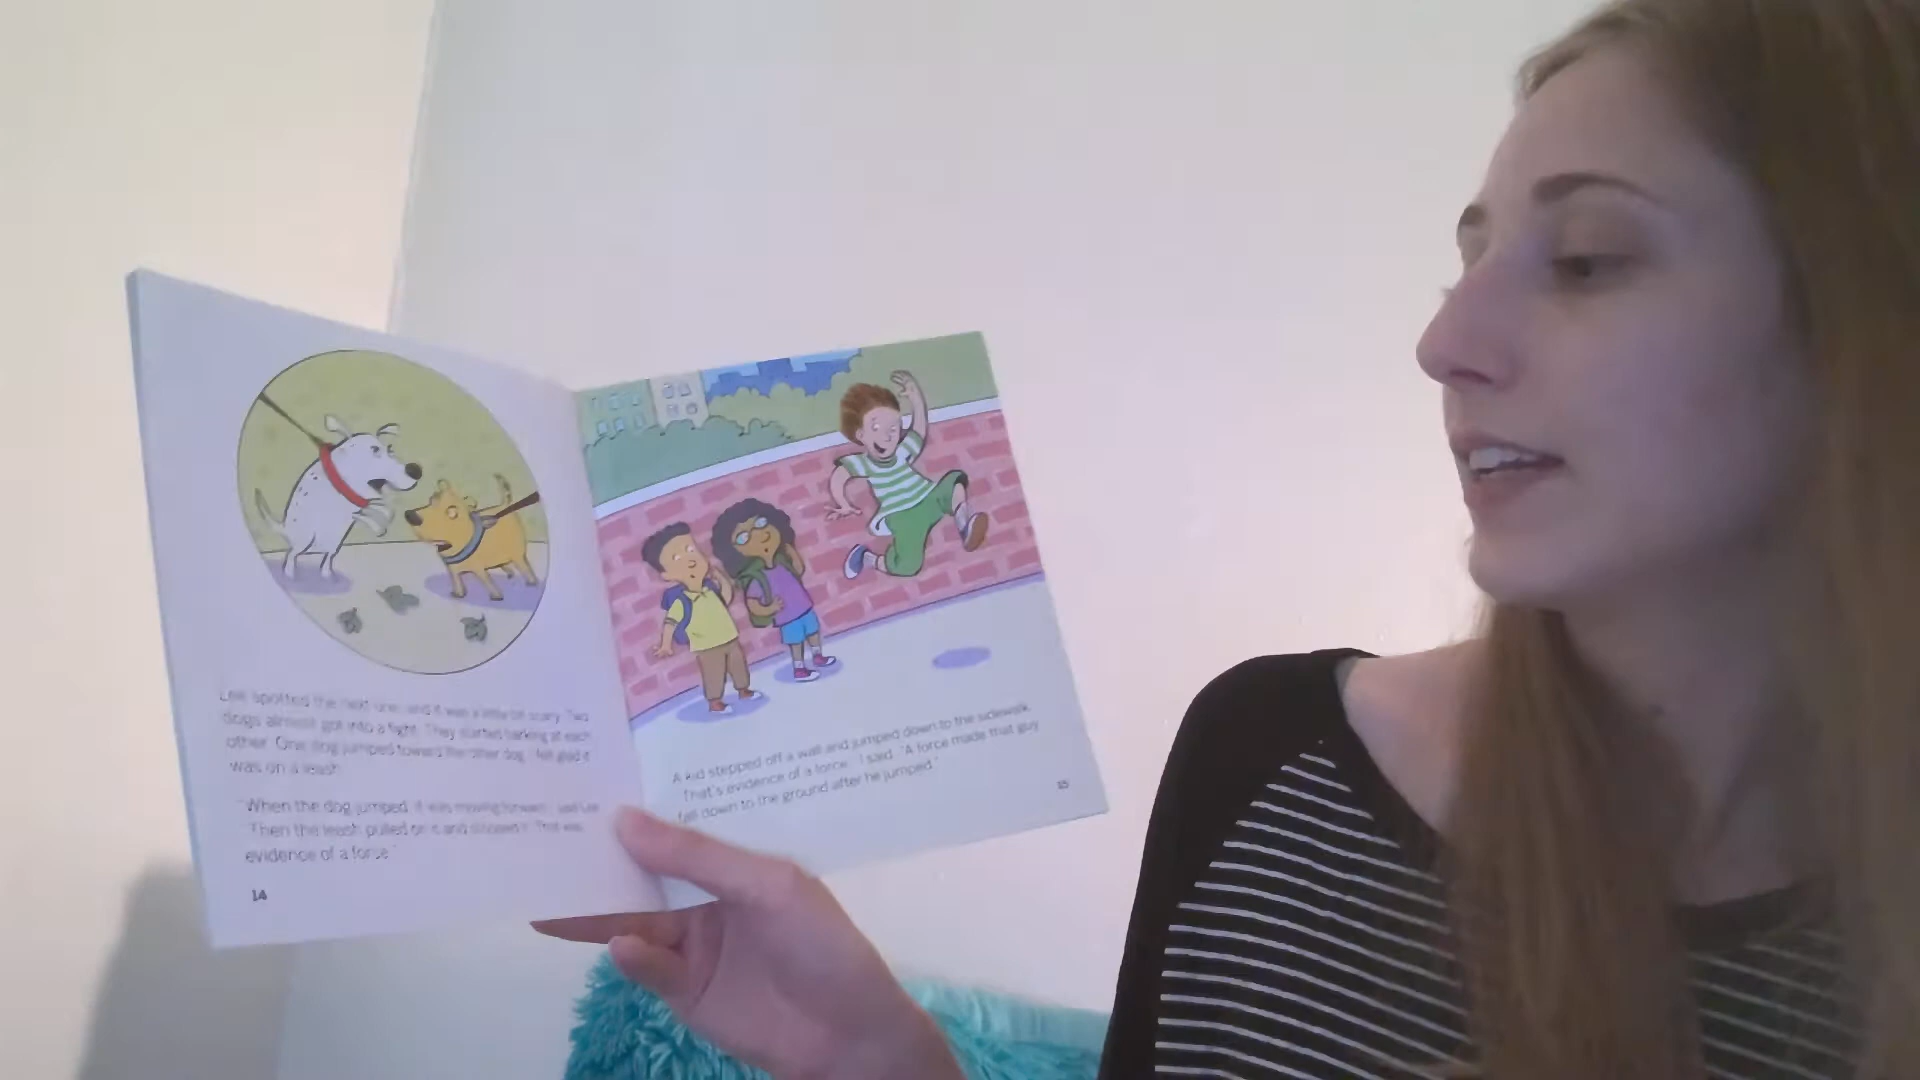 Lee spotted the next one, and it was a little bit scary. Two
dogs almost got into a fight. They started barking at each
other. One dog jumped toward the other dog. I felt glad it
was on a leash.
"When the dog jumped, it was moving forward," said Lee.
"Then the leash pulled on it and stopped it. That was
evidence of a force."
14
A kid stepped off a wall and jumped down to the sidewalk.
"That's evidence of a force," I said. "A force made that guy
fall down to the ground after he jumped."
15